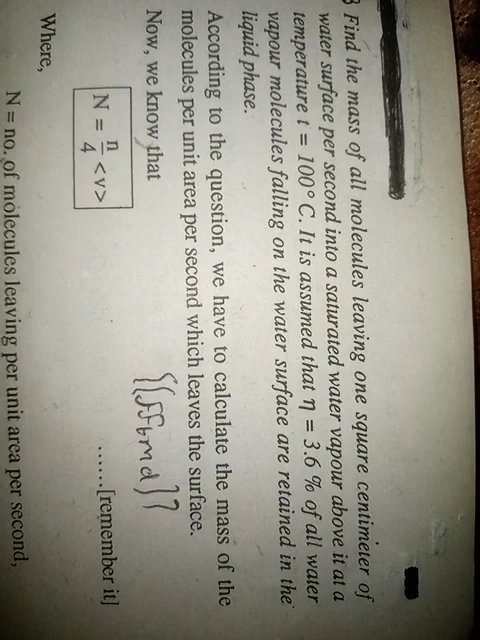 3 Find the mass of all molecules leaving one square centimeter of
water surface per second into a saturated water vapour above it at a
temperature t = 100° C. It is assumed that η = 3.6 % of all water
vapour molecules falling on the water surface are retained in the
liquid phase.
According to the question, we have to calculate the mass of the
molecules per unit area per second which leaves the surface.
Now, we know that
N = n/4 <v> ......[remember it]
Where,
N = no. of molecules leaving per unit area per second,